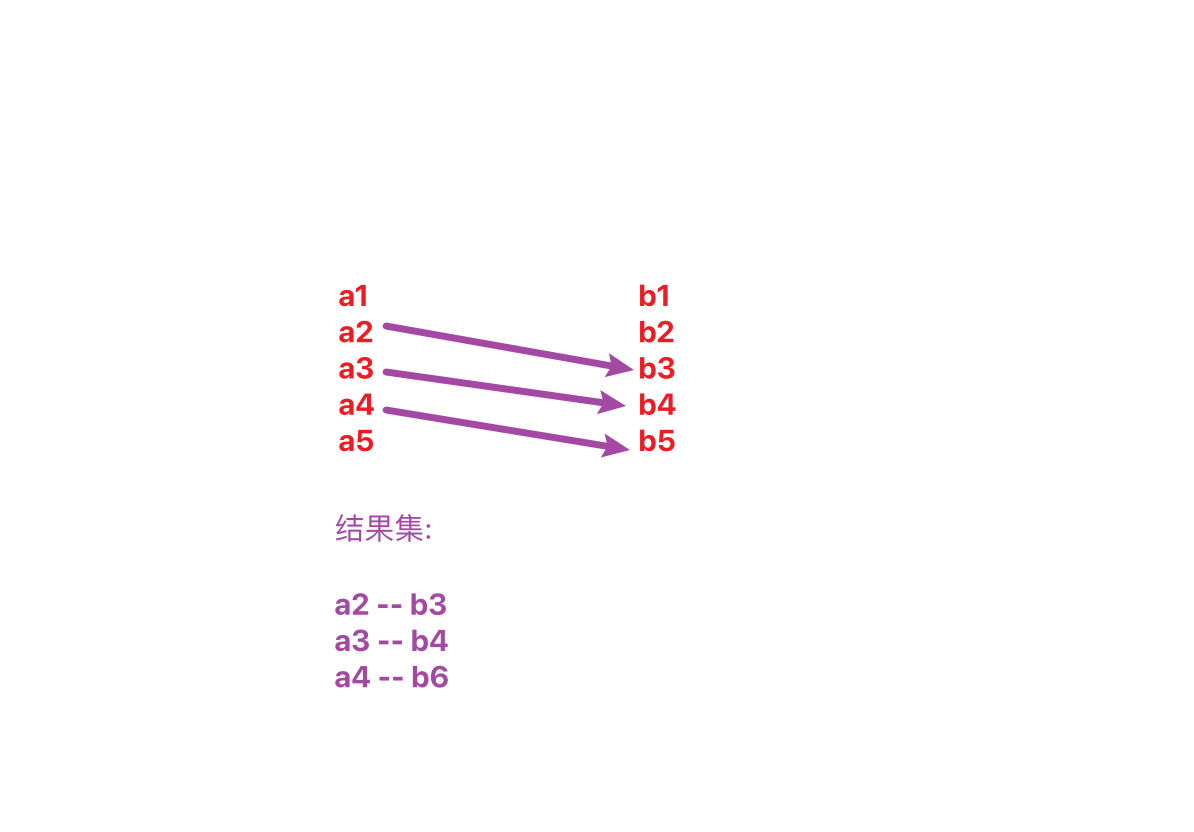 a1 b1
a2 b2
a3 b3
a4 b4
a5 b5
结果集:
a2 -- b3
a3 -- b4
a4 -- b6